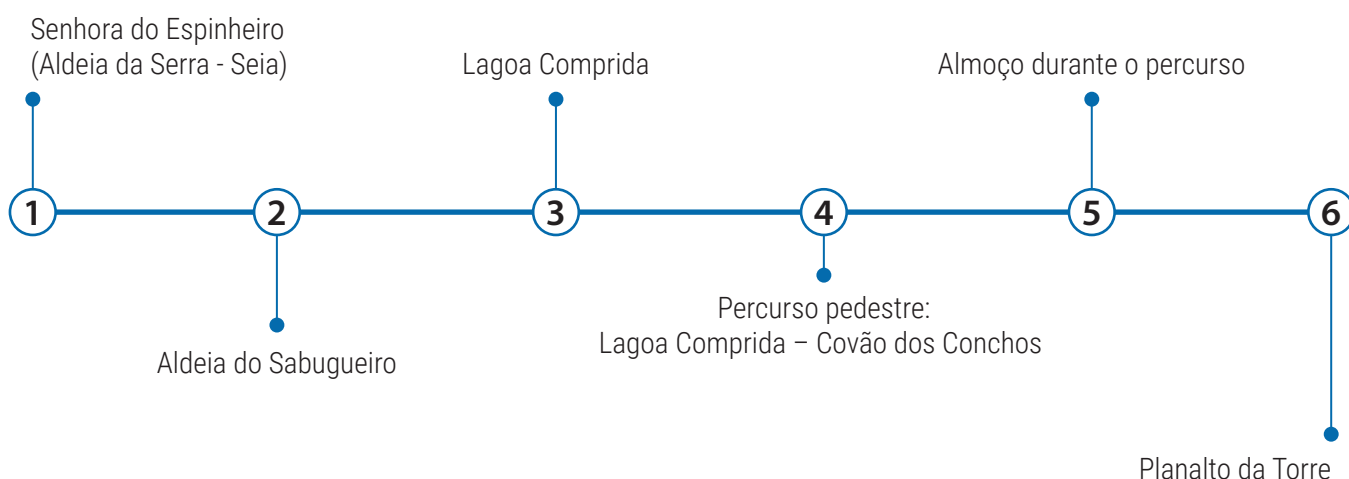 Senhora do Espinheiro
(Aldeia da Serra - Seia)
Lagoa Comprida
Almoço durante o percurso
1
2
3
4
5
6
Percurso pedestre:
Lagoa Comprida – Covão dos Conchos
Aldeia do Sabugueiro
Planalto da Torre